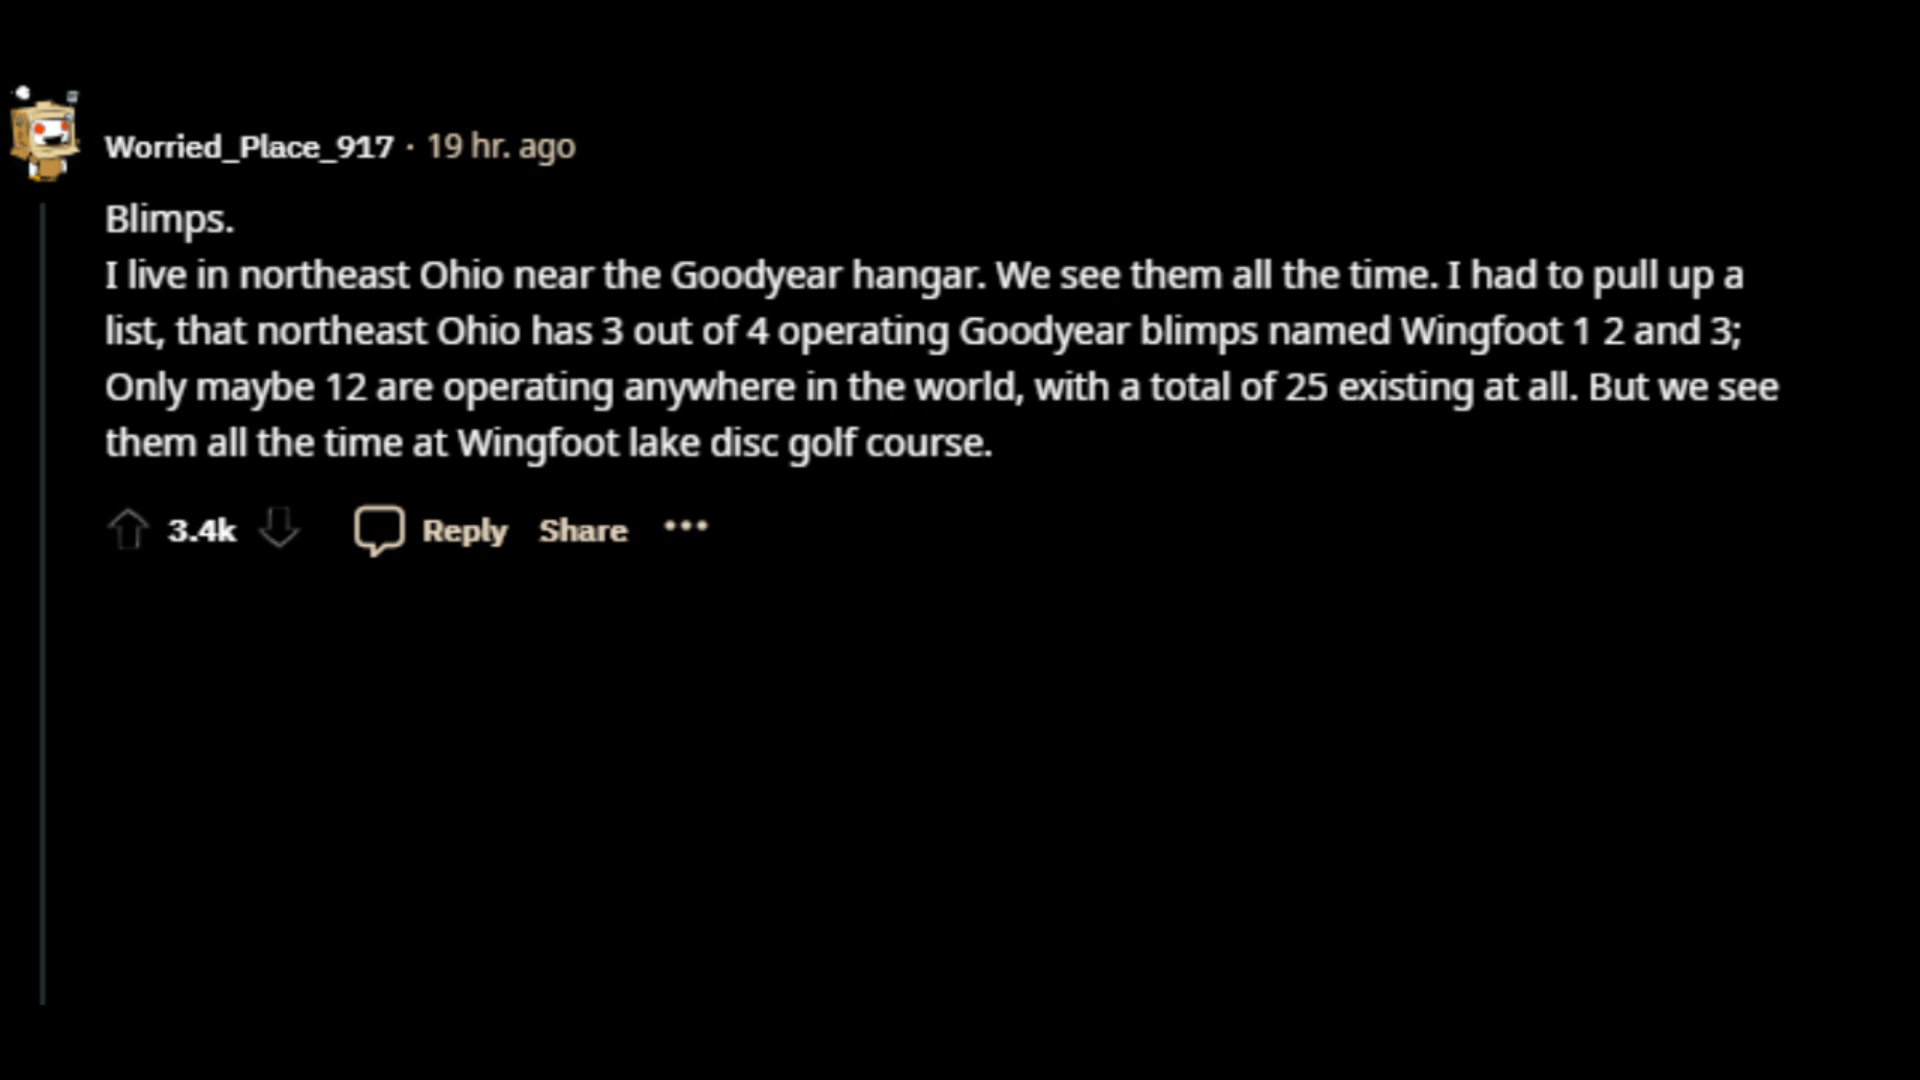 Worried_Place_917 · 19 hr. ago
Blimps.
I live in northeast Ohio near the Goodyear hangar. We see them all the time. I had to pull up a
list, that northeast Ohio has 3 out of 4 operating Goodyear blimps named Wingfoot 1 2 and 3;
Only maybe 12 are operating anywhere in the world, with a total of 25 existing at all. But we see
them all the time at Wingfoot lake disc golf course.
3.4k Reply Share •••